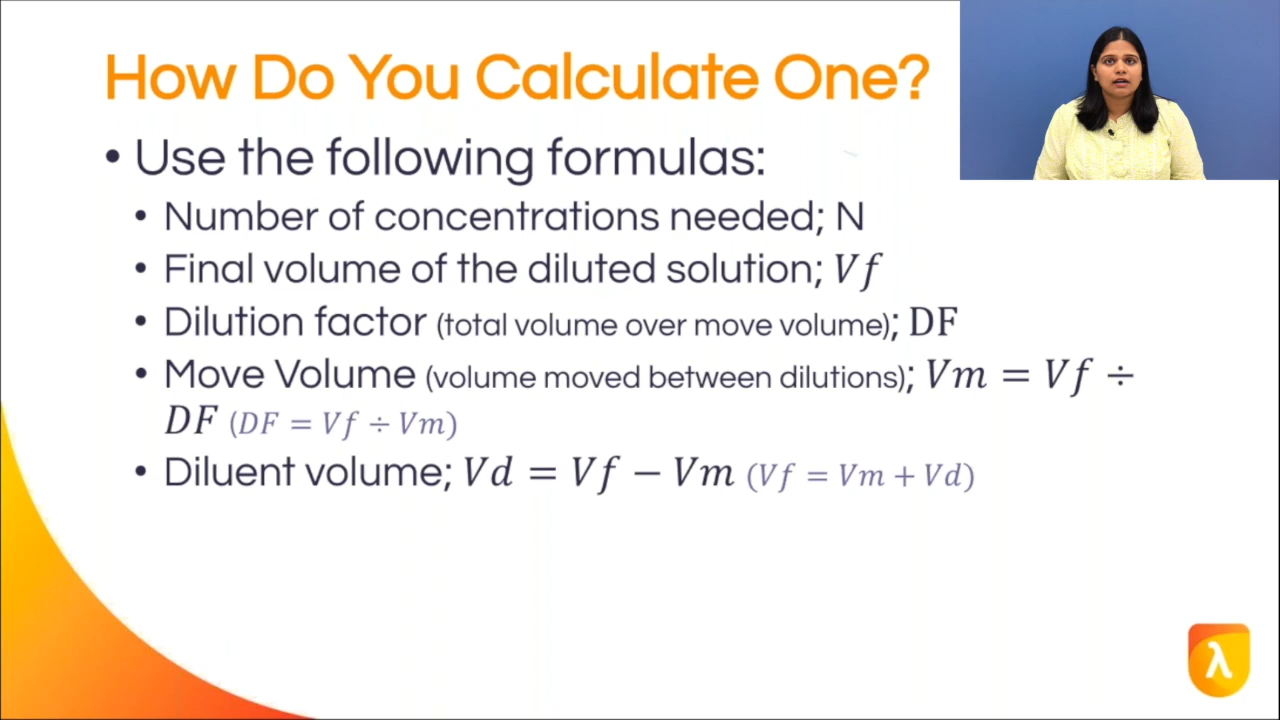 How Do You Calculate One?
• Use the following formulas:
• Number of concentrations needed; N
• Final volume of the diluted solution; Vf
• Dilution factor (total volume over move volume); DF
• Move Volume (volume moved between dilutions); Vm = Vf ÷
DF (DF = Vf ÷ Vm)
• Diluent volume; Vd = Vf − Vm (Vf = Vm + Vd)
λ